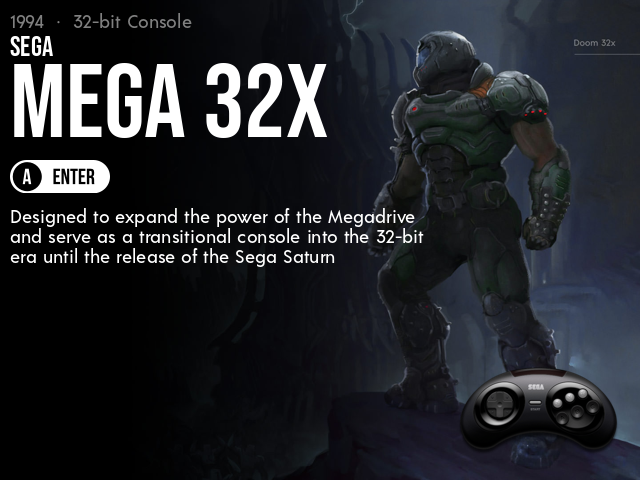 1994 · 32-bit Console
SEGA
MEGA 32X
A ENTER
Designed to expand the power of the Megadrive
and serve as a transitional console into the 32-bit
era until the release of the Sega Saturn
Doom 32x
SEGA